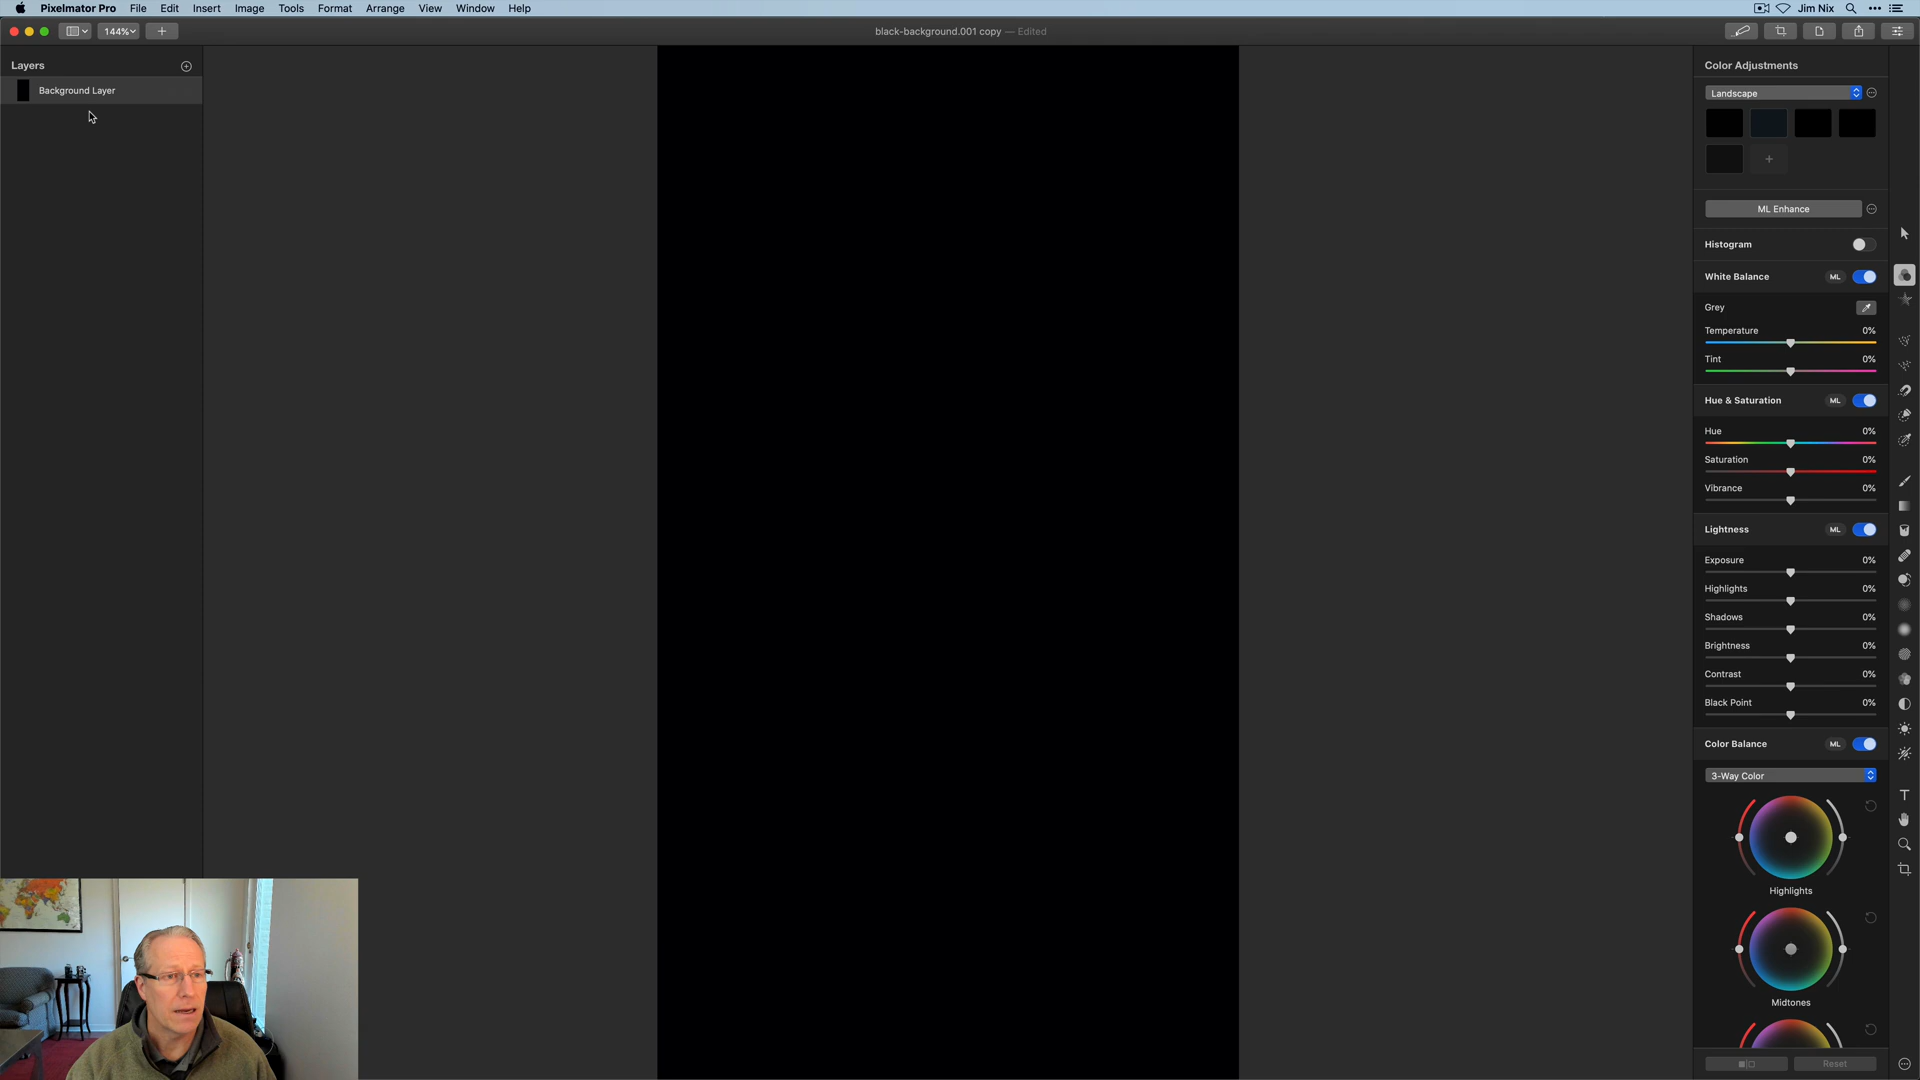 Pixelmator Pro File Edit Insert Image Tools Format Arrange View Window Help Jim Nix
144% black-background.001 copy — Edited
Layers
Background Layer
Color Adjustments
Landscape
ML Enhance
Histogram
White Balance ML
Grey
Temperature 0%
Tint 0%
Hue & Saturation ML
Hue 0%
Saturation 0%
Vibrance 0%
Lightness ML
Exposure 0%
Highlights 0%
Shadows 0%
Brightness 0%
Contrast 0%
Black Point 0%
Color Balance ML
3-Way Color
Highlights
Midtones
Reset